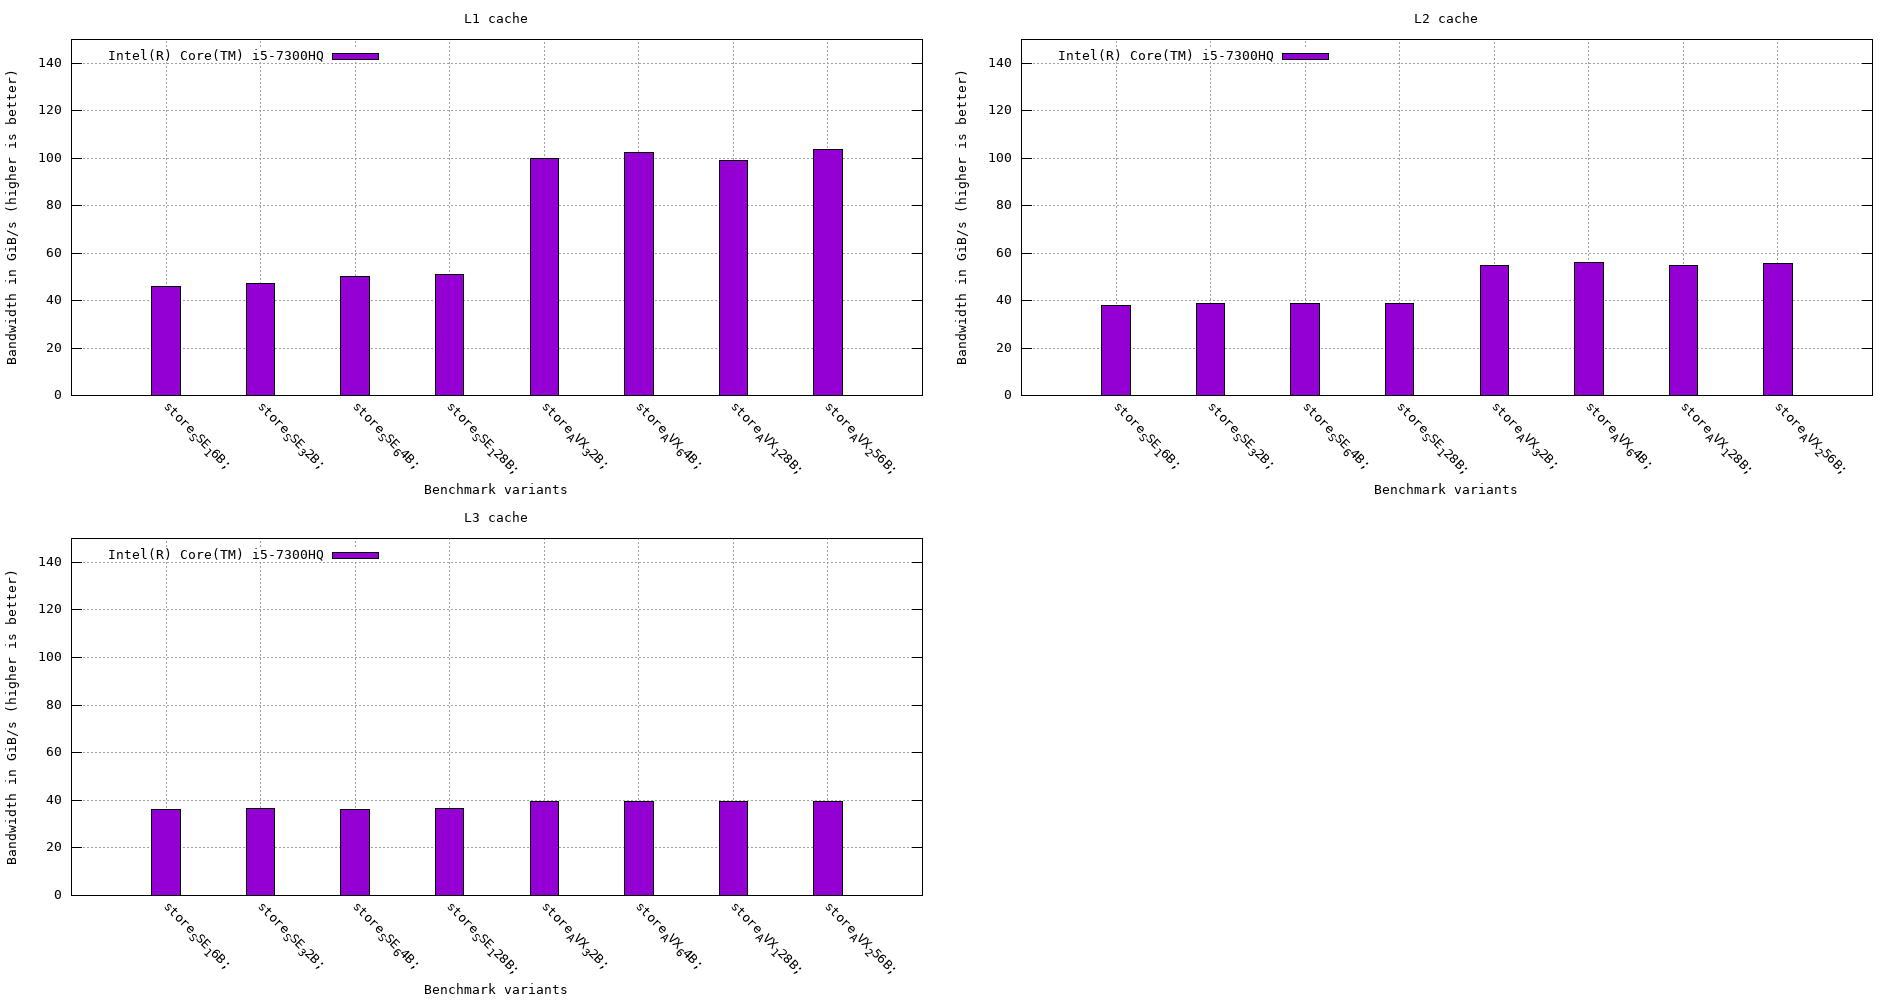 L1 cache
Intel(R) Core(TM) i5-7300HQ
Bandwidth in GiB/s (higher is better)
140
120
100
80
60
40
20
0
storeSSE16B;
storeSSE32B;
storeSSE64B;
storeSSE128B;
storeAVX32B;
storeAVX64B;
storeAVX128B;
storeAVX256B;
Benchmark variants
L2 cache
Intel(R) Core(TM) i5-7300HQ
Bandwidth in GiB/s (higher is better)
140
120
100
80
60
40
20
0
storeSSE16B;
storeSSE32B;
storeSSE64B;
storeSSE128B;
storeAVX32B;
storeAVX64B;
storeAVX128B;
storeAVX256B;
Benchmark variants
L3 cache
Intel(R) Core(TM) i5-7300HQ
Bandwidth in GiB/s (higher is better)
140
120
100
80
60
40
20
0
storeSSE16B;
storeSSE32B;
storeSSE64B;
storeSSE128B;
storeAVX32B;
storeAVX64B;
storeAVX128B;
storeAVX256B;
Benchmark variants